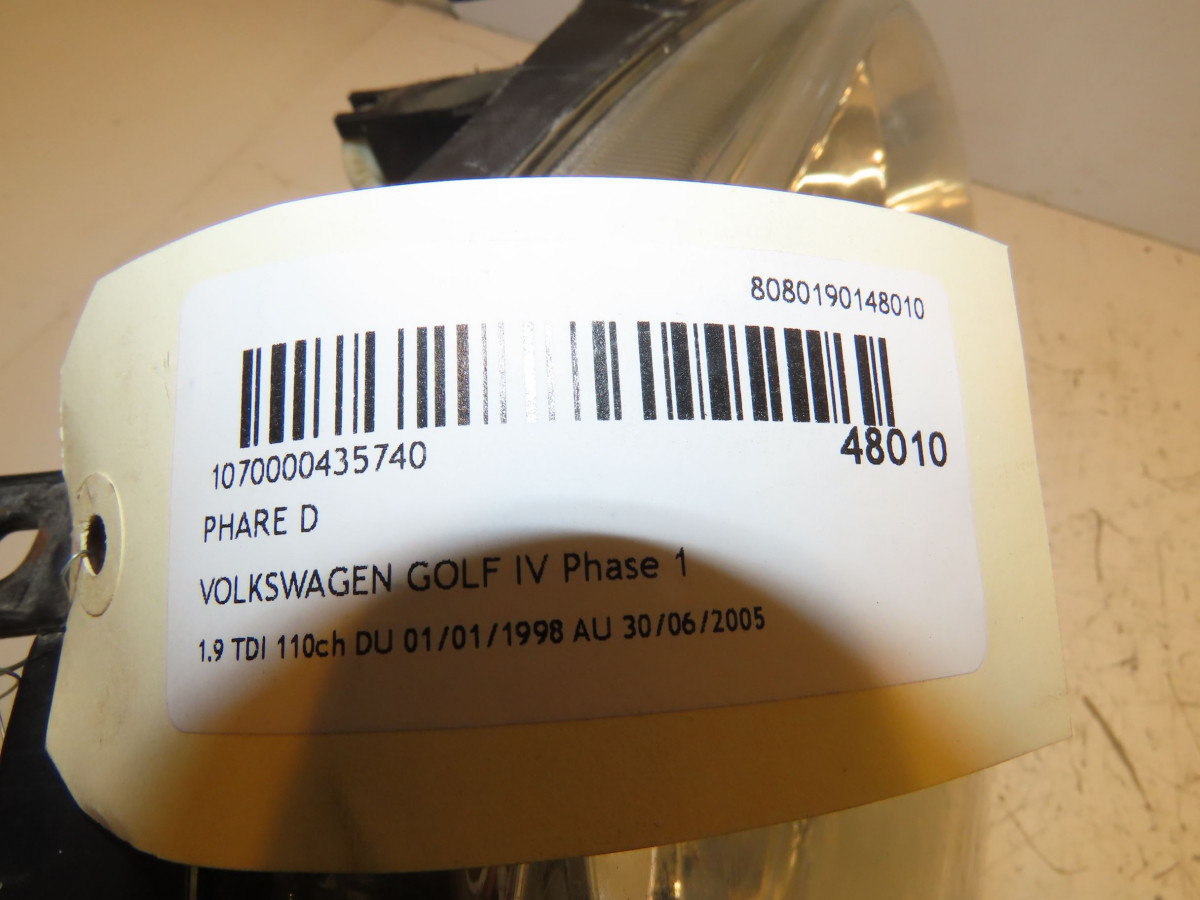 8080190148010
1070000435740
48010
PHARE D
VOLKSWAGEN GOLF IV Phase 1
1.9 TDI 110ch DU 01/01/1998 AU 30/06/2005